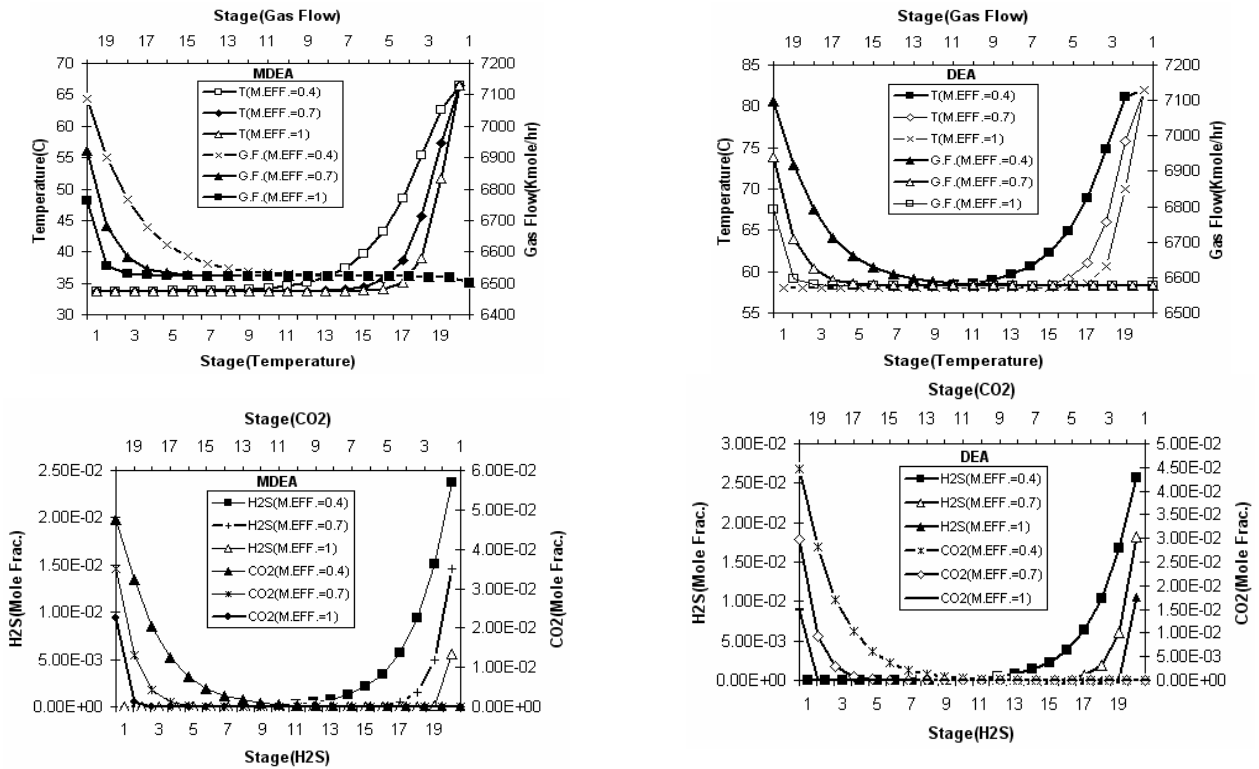 Stage(Gas Flow)
19 17 15 13 11 9 7 5 3 1
70
65
60
55
50
45
40
35
30
Temperature(C)
MDEA
T(M.EFF.=0.4)
T(M.EFF.=0.7)
T(M.EFF.=1)
G.F.(M.EFF.=0.4)
G.F.(M.EFF.=0.7)
G.F.(M.EFF.=1)
7200
7100
7000
6900
6800
6700
6600
6500
6400
Gas Flow(Kmole/hr)
1 3 5 7 9 11 13 15 17 19
Stage(Temperature)
Stage(Gas Flow)
19 17 15 13 11 9 7 5 3 1
85
80
75
70
65
60
55
Temperature(C)
DEA
T(M.EFF.=0.4)
T(M.EFF.=0.7)
T(M.EFF.=1)
G.F.(M.EFF.=0.4)
G.F.(M.EFF.=0.7)
G.F.(M.EFF.=1)
7200
7100
7000
6900
6800
6700
6600
6500
Gas Flow(Kmole/hr)
1 3 5 7 9 11 13 15 17 19
Stage(Temperature)
Stage(CO2)
19 17 15 13 11 9 7 5 3 1
2.50E-02
2.00E-02
1.50E-02
1.00E-02
5.00E-03
0.00E+00
H2S(Mole Frac.)
MDEA
H2S(M.EFF.=0.4)
H2S(M.EFF.=0.7)
H2S(M.EFF.=1)
CO2(M.EFF.=0.4)
CO2(M.EFF.=0.7)
CO2(M.EFF.=1)
6.00E-02
5.00E-02
4.00E-02
3.00E-02
2.00E-02
1.00E-02
0.00E+00
CO2(Mole Frac.)
1 3 5 7 9 11 13 15 17 19
Stage(H2S)
Stage(CO2)
19 17 15 13 11 9 7 5 3 1
3.00E-02
2.50E-02
2.00E-02
1.50E-02
1.00E-02
5.00E-03
0.00E+00
H2S(Mole Frac.)
DEA
H2S(M.EFF.=0.4)
H2S(M.EFF.=0.7)
H2S(M.EFF.=1)
CO2(M.EFF.=0.4)
CO2(M.EFF.=0.7)
CO2(M.EFF.=1)
5.00E-02
4.50E-02
4.00E-02
3.50E-02
3.00E-02
2.50E-02
2.00E-02
1.50E-02
1.00E-02
5.00E-03
0.00E+00
CO2(Mole Frac.)
1 3 5 7 9 11 13 15 17 19
Stage(H2S)